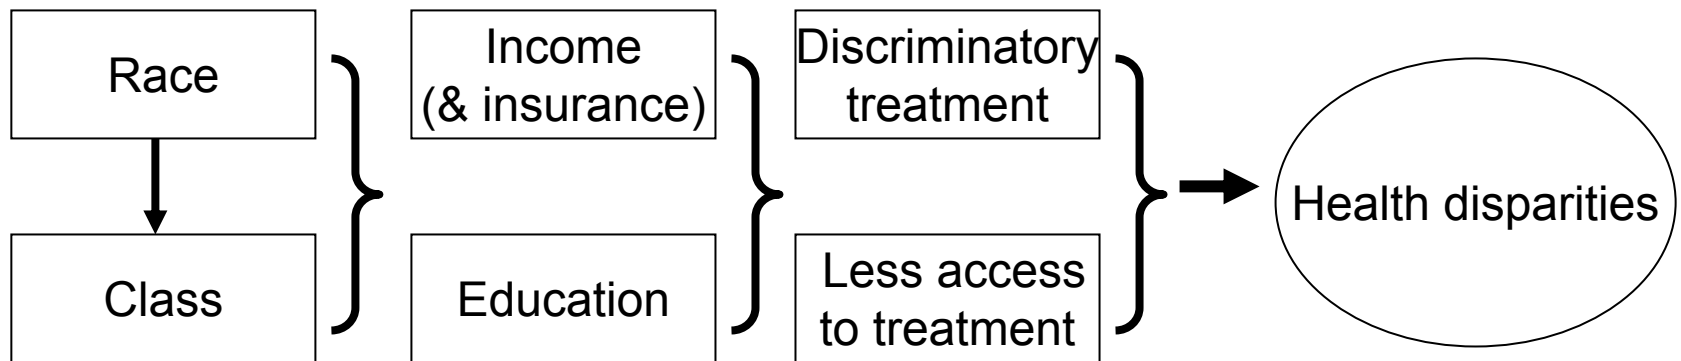 Race
Class
Income
(& insurance)
Education
Discriminatory
treatment
Less access
to treatment
Health disparities